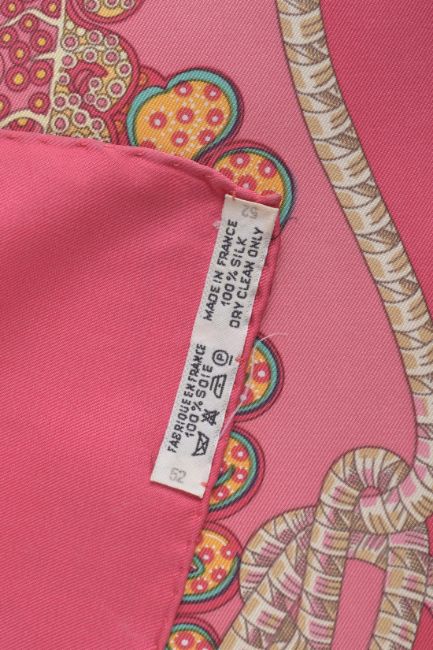 52
MADE IN FRANCE
100% SILK
DRY CLEAN ONLY
FABRIQUE EN FRANCE
100% SOIE
P
52